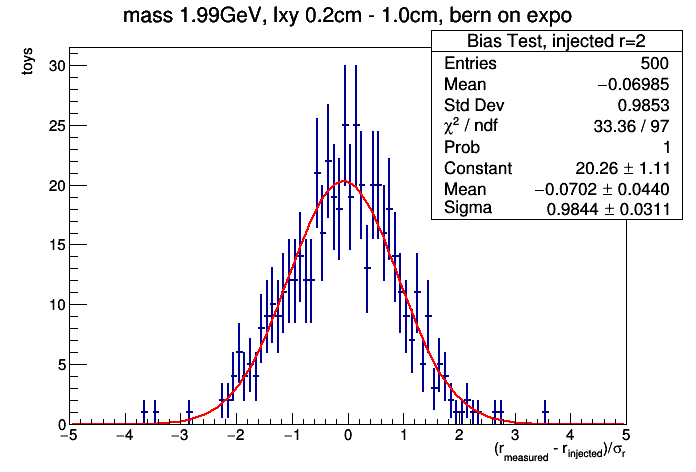 mass 1.99GeV, lxy 0.2cm - 1.0cm, bern on expo
Bias Test, injected r=2
Entries 500
Mean −0.06985
Std Dev 0.9853
χ² / ndf 33.36 / 97
Prob 1
Constant 20.26 ± 1.11
Mean −0.0702 ± 0.0440
Sigma 0.9844 ± 0.0311
toys
30
25
20
15
10
5
0
−5 −4 −3 −2 −1 0 1 2 3 4 5
(r_measured - r_injected)/σ_r